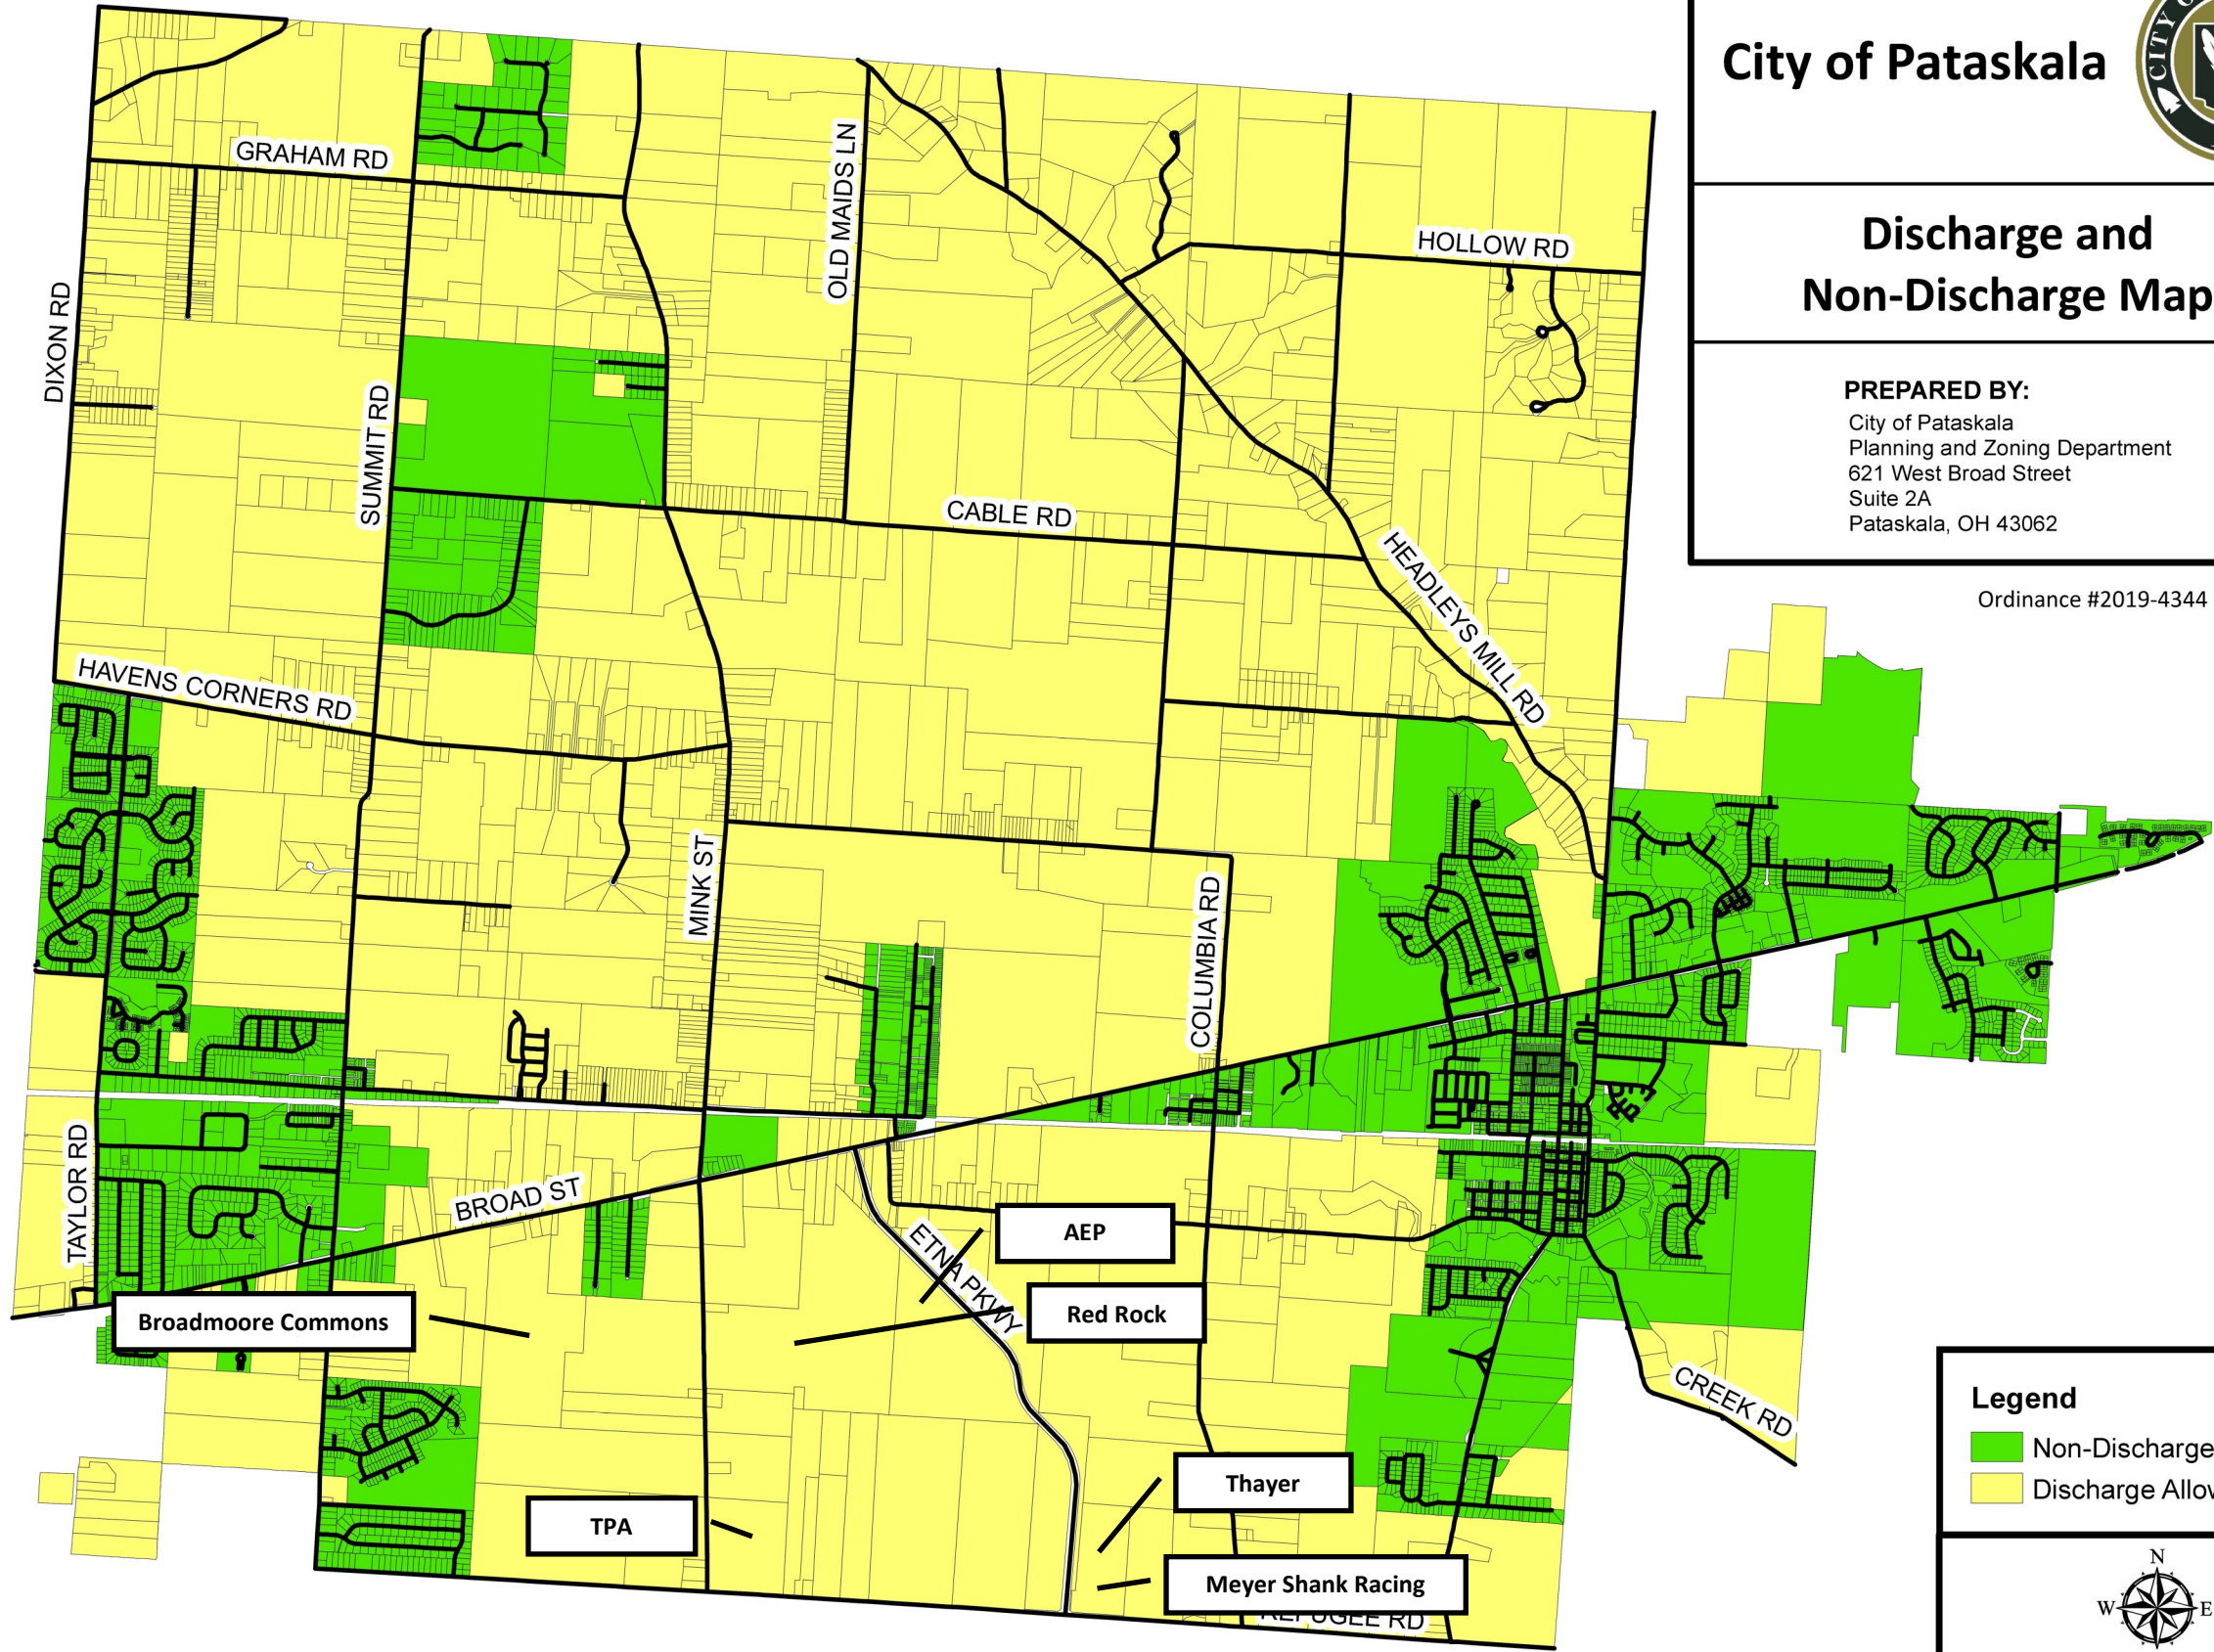 City of Pataskala
CITY
Discharge and
Non-Discharge Map
PREPARED BY:
City of Pataskala
Planning and Zoning Department
621 West Broad Street
Suite 2A
Pataskala, OH 43062
Ordinance #2019-4344
GRAHAM RD
OLD MAIDS LN
HOLLOW RD
DIXON RD
SUMMIT RD
CABLE RD
HEADLEYS MILL RD
HAVENS CORNERS RD
MINK ST
COLUMBIA RD
TAYLOR RD
BROAD ST
ETNA PKWY
AEP
Red Rock
Broadmoore Commons
CREEK RD
Thayer
TPA
Meyer Shank Racing
REFUGEE RD
Legend
Non-Discharge
Discharge Allow
N
W E